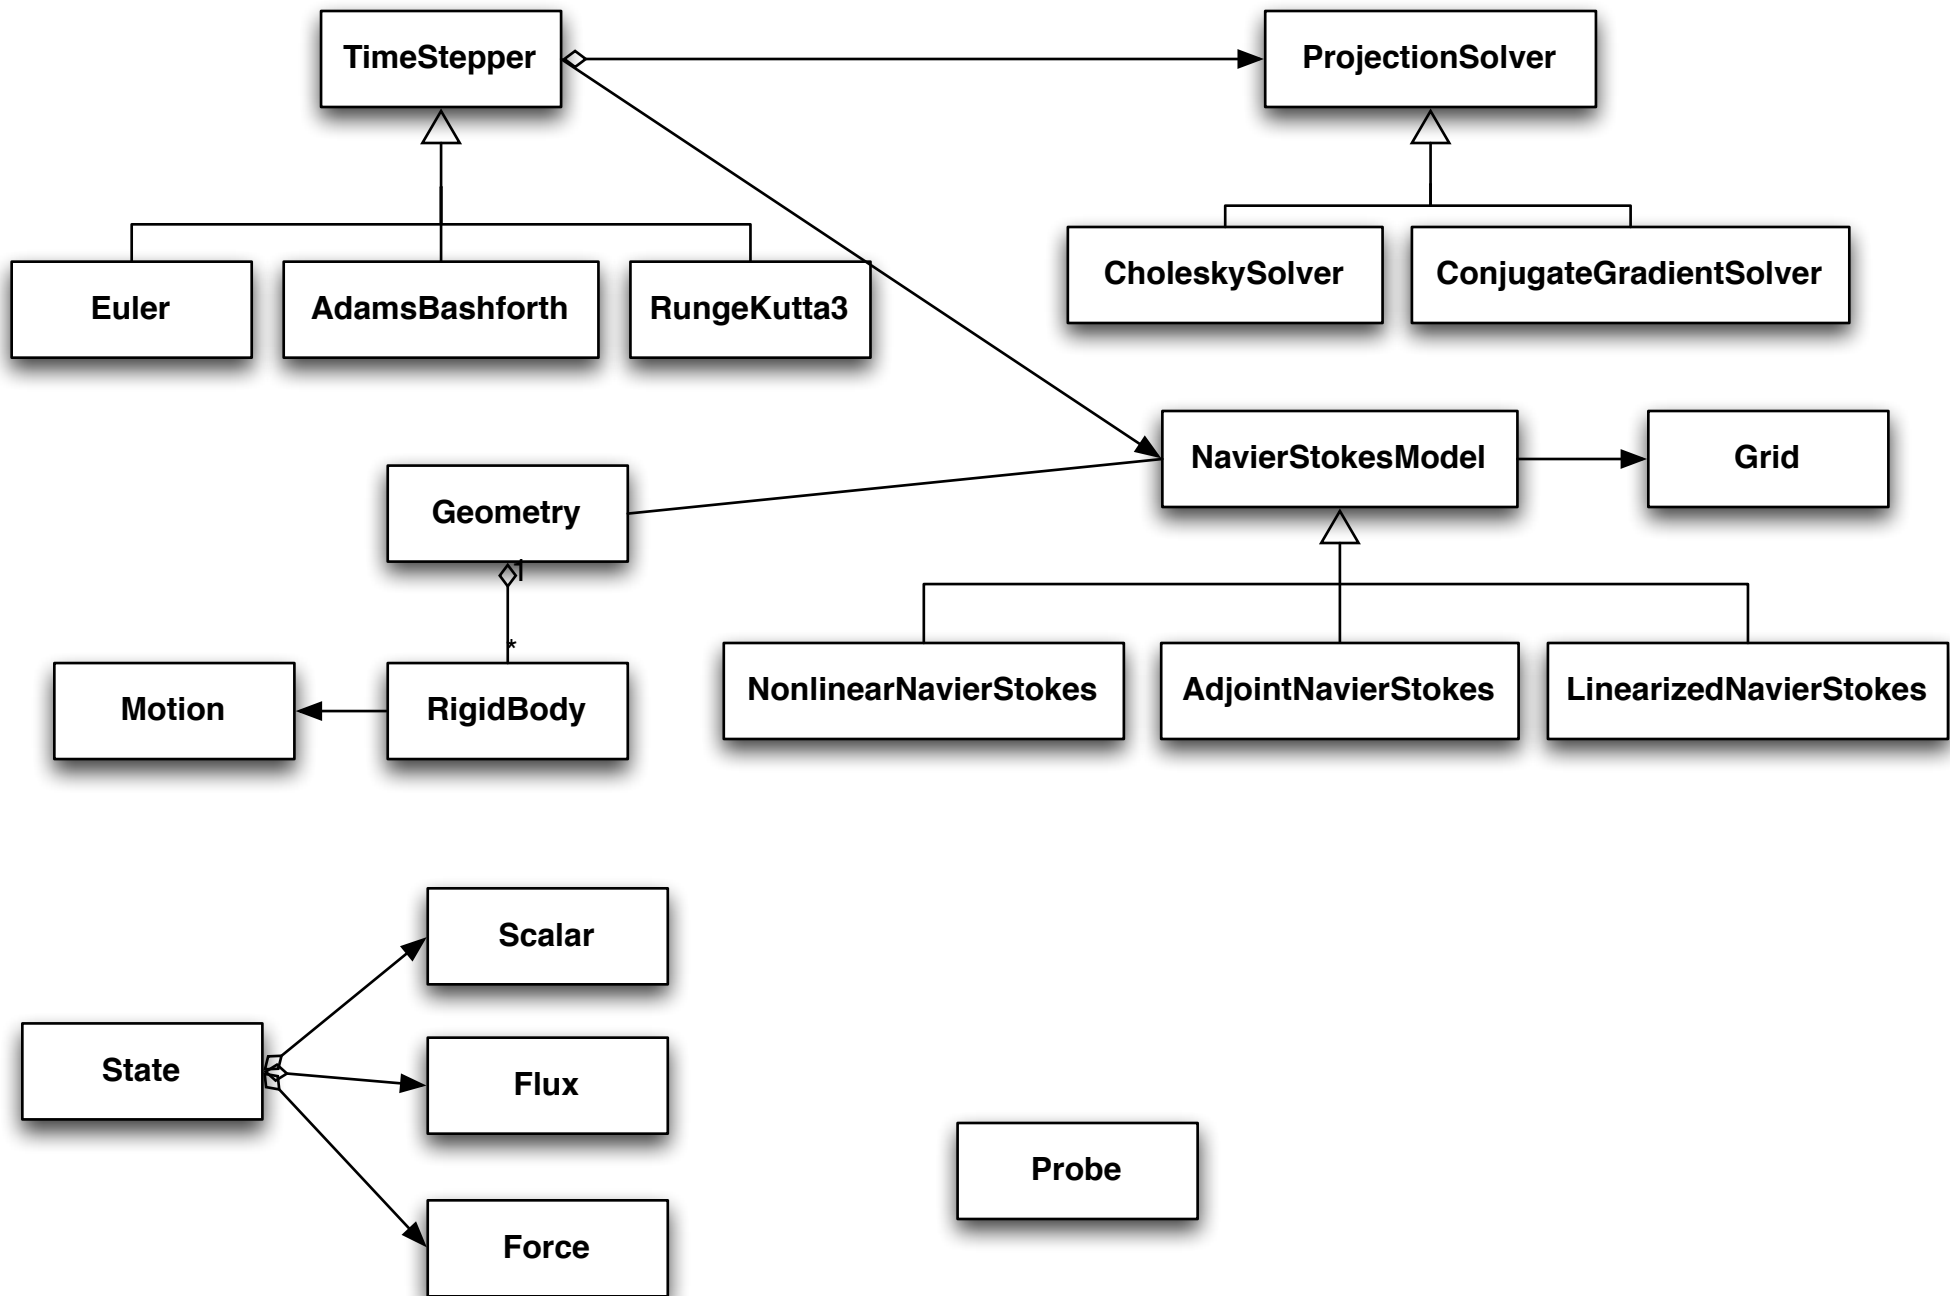 TimeStepper
ProjectionSolver
Euler
AdamsBashforth
RungeKutta3
CholeskySolver
ConjugateGradientSolver
NavierStokesModel
Grid
Geometry
1
*
Motion
RigidBody
NonlinearNavierStokes
AdjointNavierStokes
LinearizedNavierStokes
Scalar
State
Flux
Probe
Force